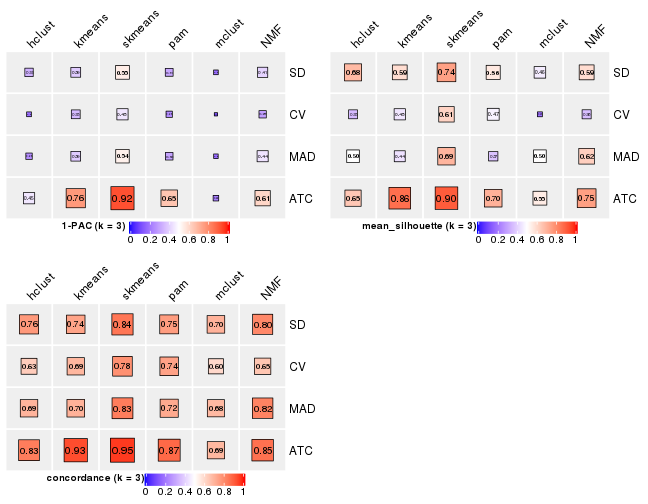 hclust kmeans skmeans pam mclust NMF
0.55 SD
0.45 CV
0.54 0.44 MAD
0.45 0.76 0.92 0.65 0.61 ATC
1-PAC (k = 3)
0 0.2 0.4 0.6 0.8 1
hclust kmeans skmeans pam mclust NMF
0.68 0.59 0.74 0.56 0.46 0.59 SD
0.45 0.61 0.47 CV
0.50 0.44 0.69 0.50 0.62 MAD
0.65 0.86 0.90 0.70 0.55 0.75 ATC
mean_silhouette (k = 3)
0 0.2 0.4 0.6 0.8 1
hclust kmeans skmeans pam mclust NMF
0.76 0.74 0.84 0.75 0.70 0.80 SD
0.63 0.69 0.78 0.74 0.60 0.65 CV
0.69 0.70 0.83 0.72 0.68 0.82 MAD
0.83 0.93 0.95 0.87 0.69 0.85 ATC
concordance (k = 3)
0 0.2 0.4 0.6 0.8 1